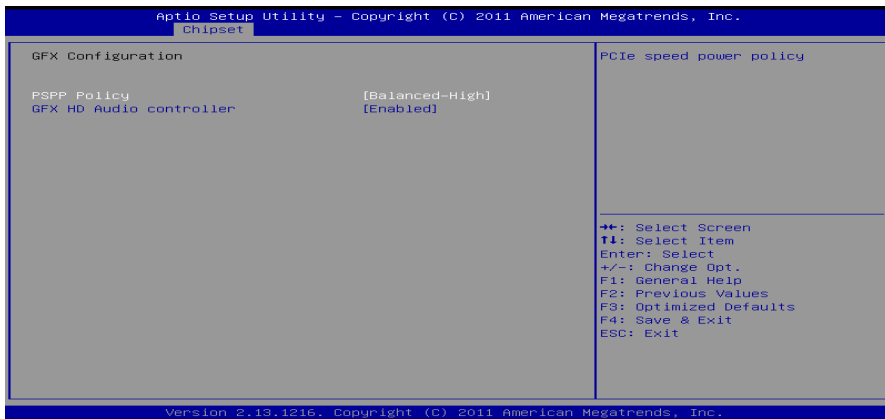 Aptio Setup Utility – Copyright (C) 2011 American Megatrends, Inc.
Chipset
GFX Configuration
PSPP Policy [Balanced-High]
GFX HD Audio controller [Enabled]
PCIe speed power policy
→←: Select Screen
↑↓: Select Item
Enter: Select
+/-: Change Opt.
F1: General Help
F2: Previous Values
F3: Optimized Defaults
F4: Save & Exit
ESC: Exit
Version 2.13.1216. Copyright (C) 2011 American Megatrends, Inc.